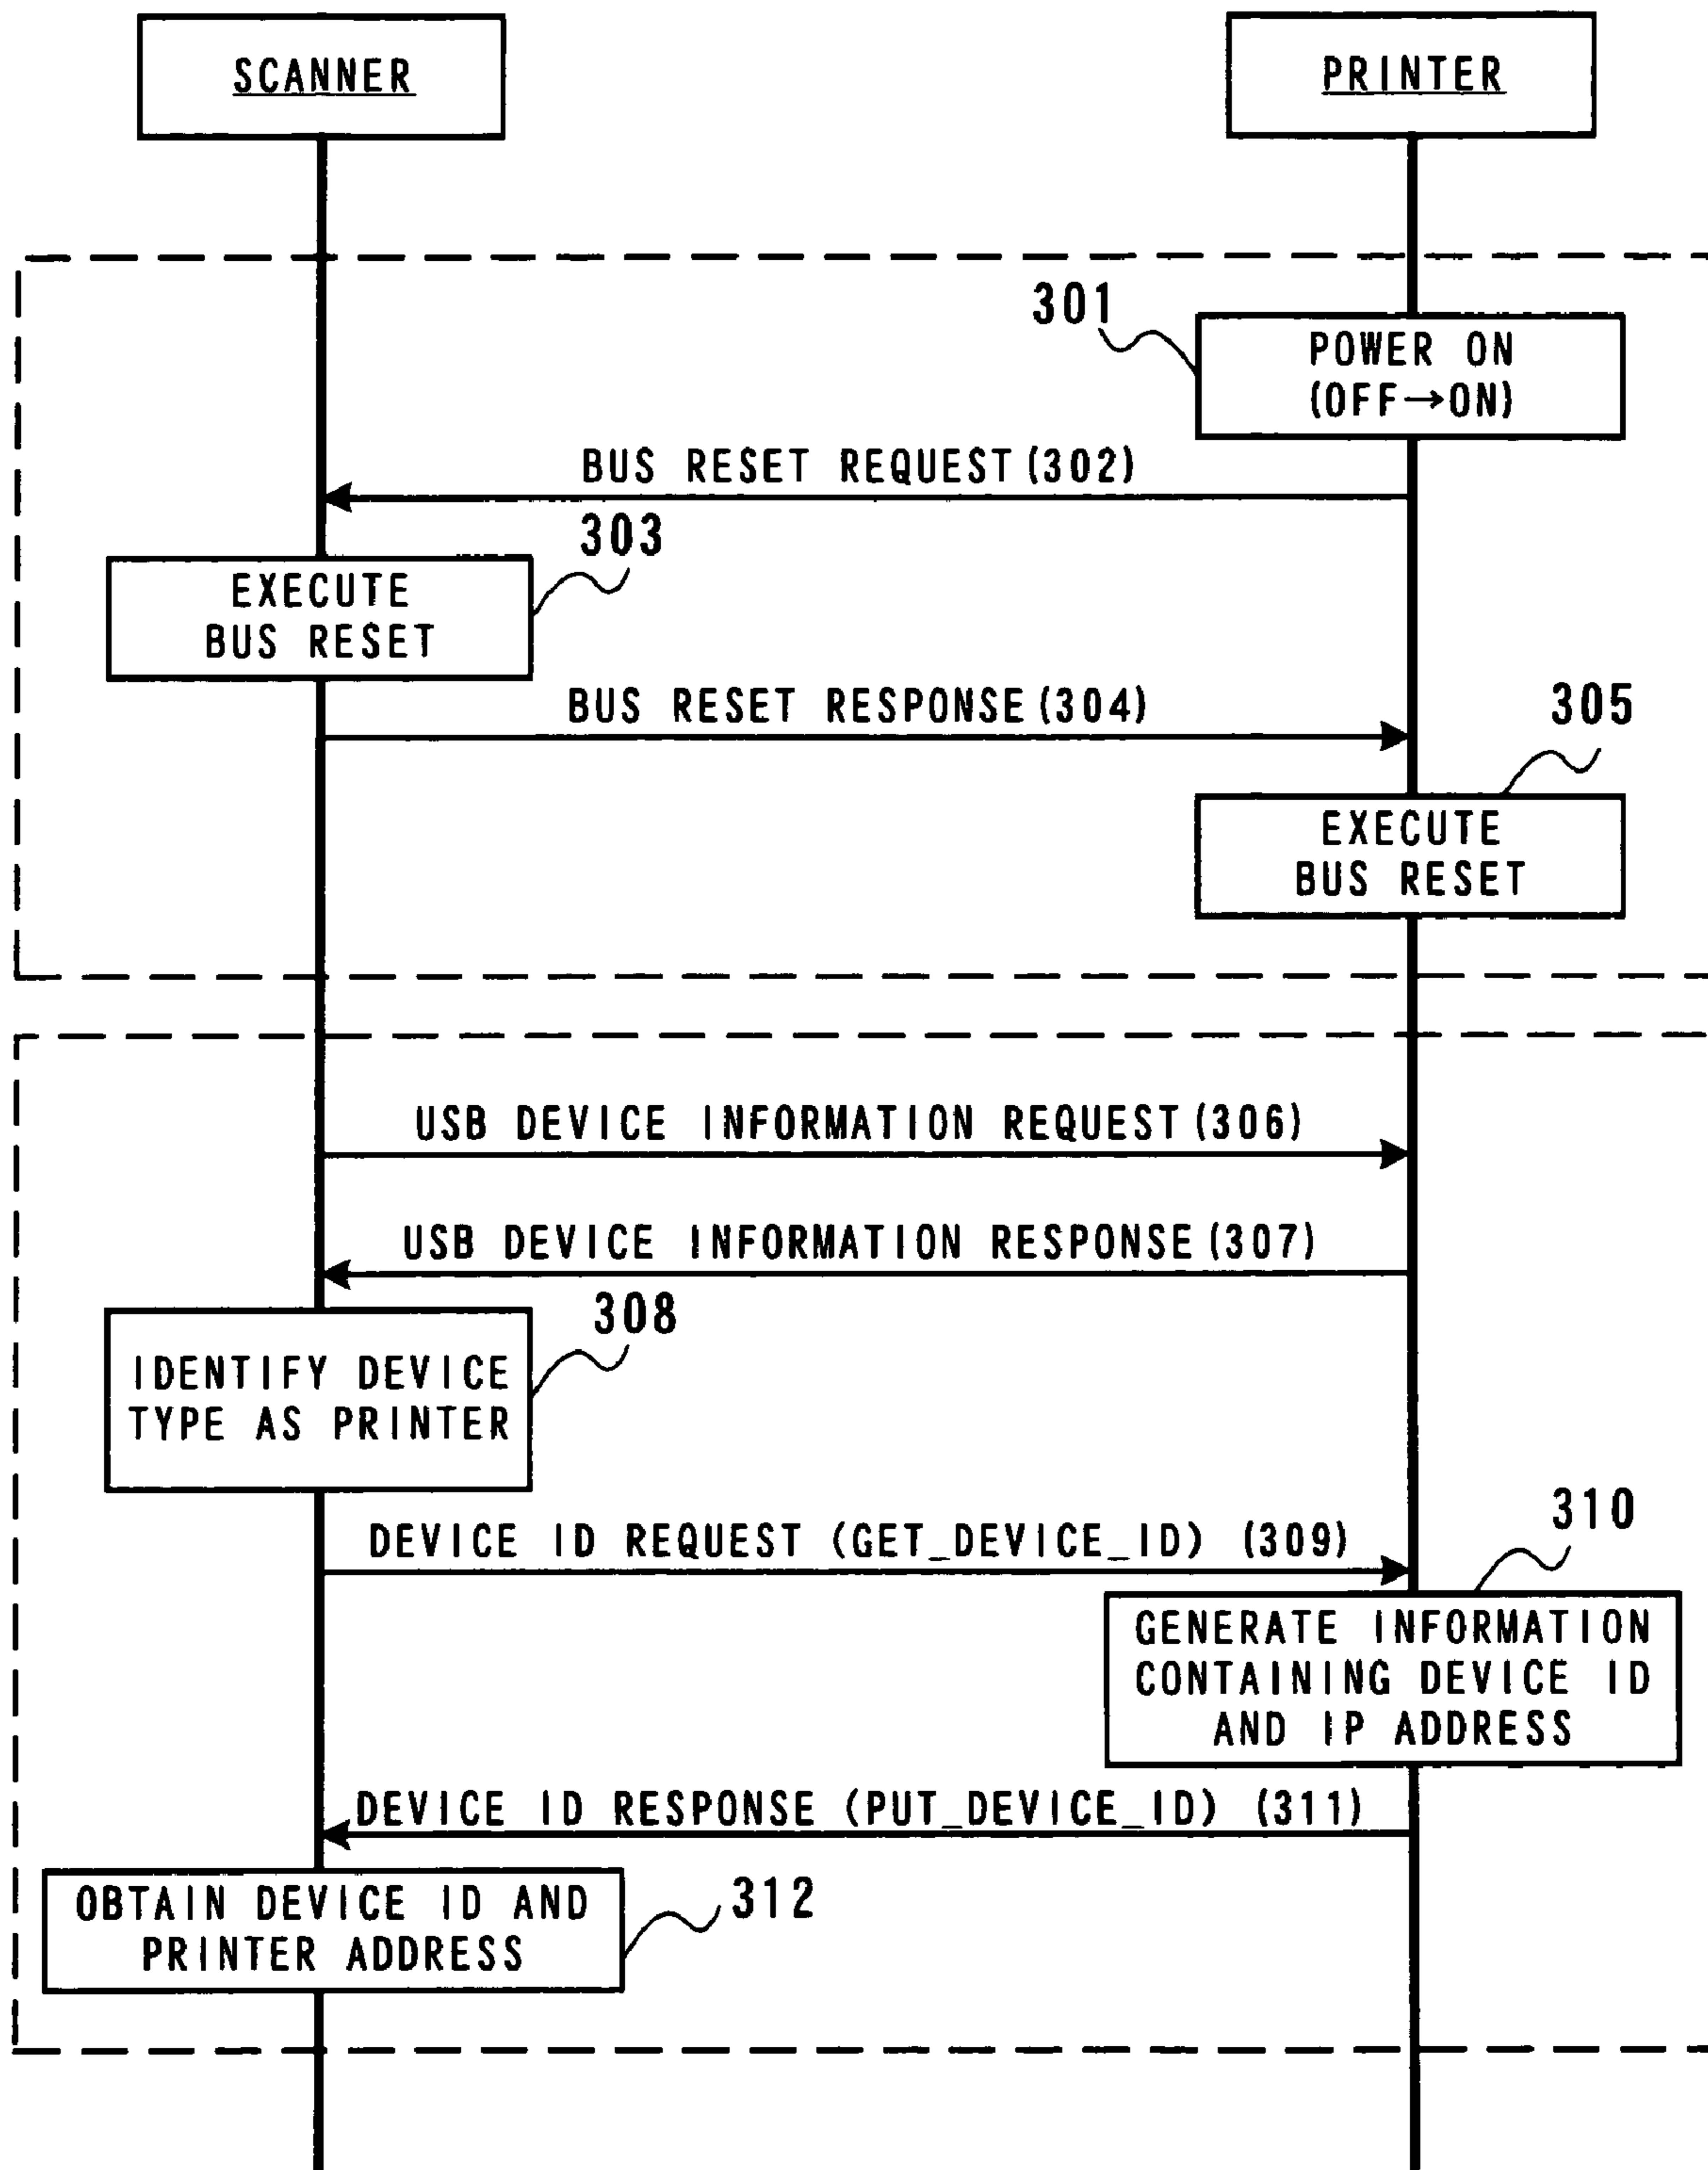 SCANNER
PRINTER
301
POWER ON
(OFF→ON)
BUS RESET REQUEST(302)
303
EXECUTE
BUS RESET
BUS RESET RESPONSE(304)
305
EXECUTE
BUS RESET
USB DEVICE INFORMATION REQUEST(306)
USB DEVICE INFORMATION RESPONSE(307)
308
IDENTIFY DEVICE
TYPE AS PRINTER
DEVICE ID REQUEST (GET_DEVICE_ID) (309)
310
GENERATE INFORMATION
CONTAINING DEVICE ID
AND IP ADDRESS
DEVICE ID RESPONSE (PUT_DEVICE_ID) (311)
OBTAIN DEVICE ID AND
PRINTER ADDRESS
312